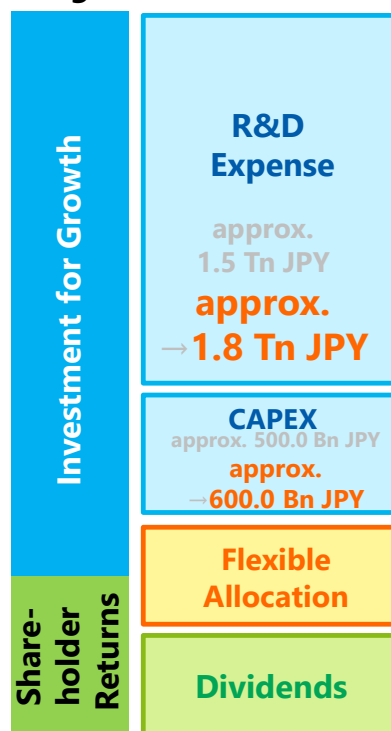 Investment for Growth
R&D
Expense
approx.
1.5 Tn JPY
approx.
→1.8 Tn JPY
CAPEX
approx. 500.0 Bn JPY
approx.
→600.0 Bn JPY
Flexible
Allocation
Share-
holder
Returns
Dividends